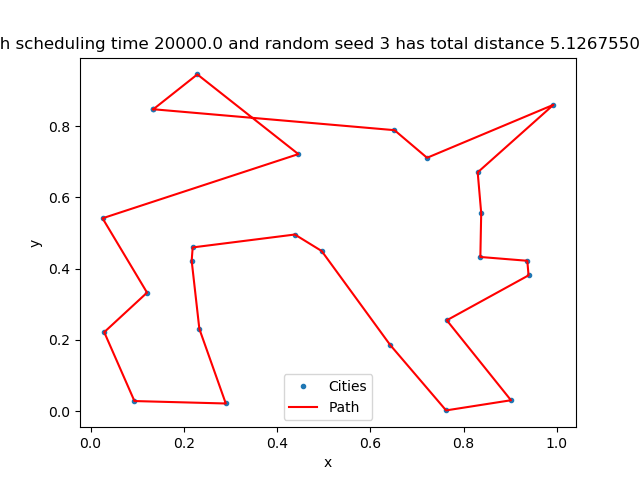 h scheduling time 20000.0 and random seed 3 has total distance 5.1267550
y
0.8
0.6
0.4
0.2
0.0
Cities
Path
0.0 0.2 0.4 0.6 0.8 1.0
x